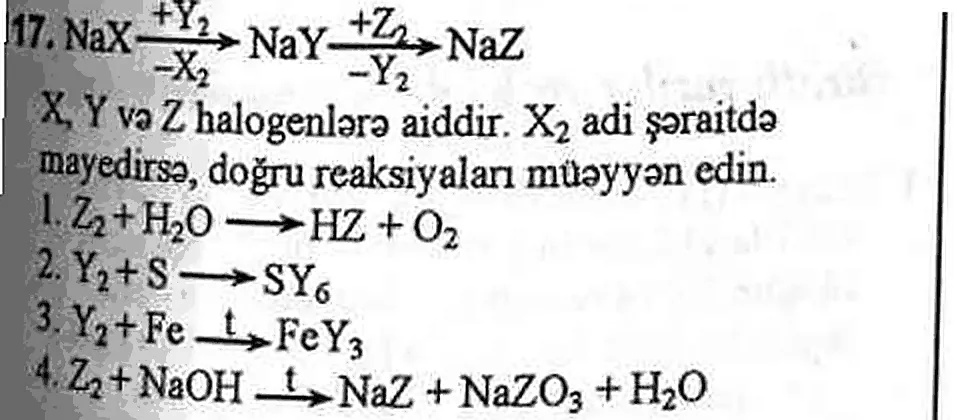 17. NaX —(+Y₂ / −X₂)→ NaY —(+Z₂ / −Y₂)→ NaZ
X, Y və Z halogenlərə aiddir. X₂ adi şəraitdə
mayedirsə, doğru reaksiyaları müəyyən edin.
1. Z₂ + H₂O ⟶ HZ + O₂
2. Y₂ + S ⟶ SY₆
3. Y₂ + Fe —t→ FeY₃
4. Z₂ + NaOH —t→ NaZ + NaZO₃ + H₂O